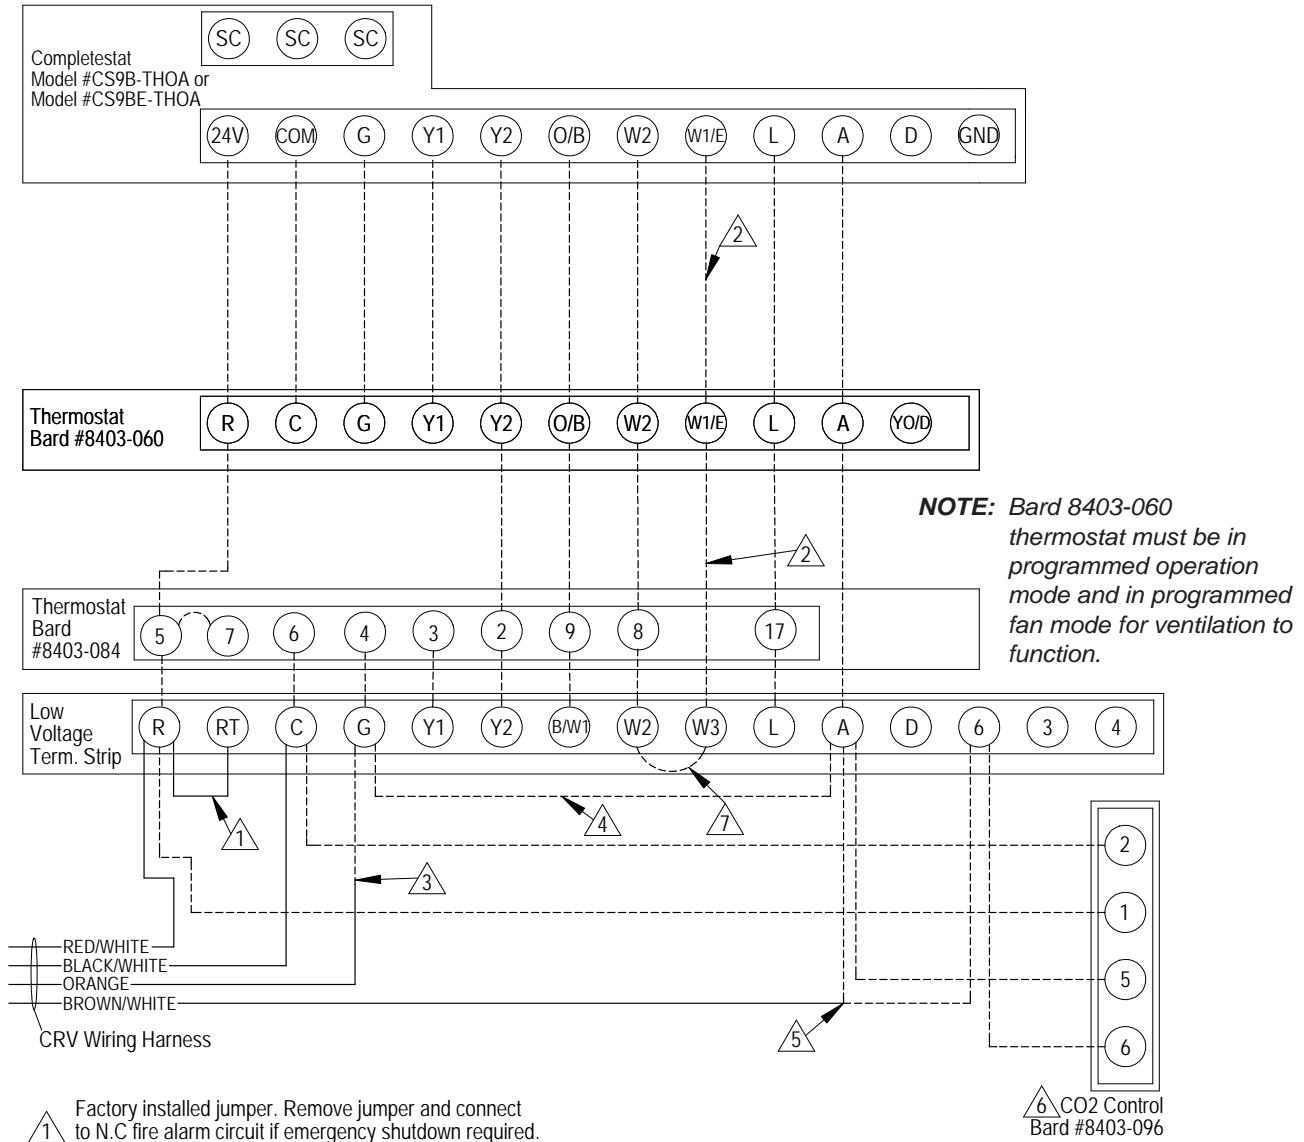 SC SC SC
Completestat
Model #CS9B-THOA or
Model #CS9BE-THOA
24V COM G Y1 Y2 O/B W2 W1/E L A D GND
2
Thermostat
Bard #8403-060
R C G Y1 Y2 O/B W2 W1/E L A YO/D
NOTE: Bard 8403-060
thermostat must be in
programmed operation
mode and in programmed
fan mode for ventilation to
function.
2
Thermostat
Bard
#8403-084
5 7 6 4 3 2 9 8 17
Low
Voltage
Term. Strip
R RT C G Y1 Y2 B/W1 W2 W3 L A D 6 3 4
1
4
7
3
2
1
5
6
RED/WHITE
BLACK/WHITE
ORANGE
BROWN/WHITE
CRV Wiring Harness
5
6 CO2 Control
Bard #8403-096
Factory installed jumper. Remove jumper and connect
1 to N.C fire alarm circuit if emergency shutdown required.